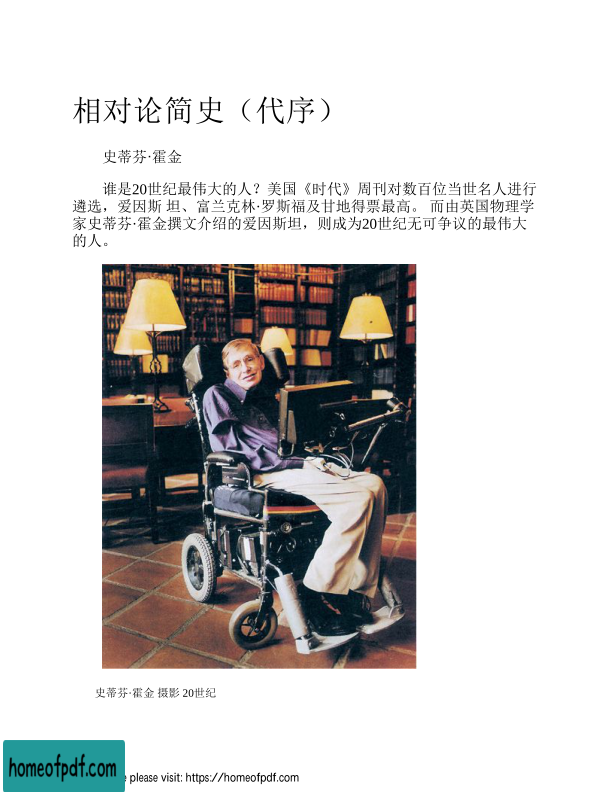 相对论简史（代序）
史蒂芬·霍金
谁是20世纪最伟大的人？美国《时代》周刊对数百位当世名人进行
遴选，爱因斯 坦、富兰克林·罗斯福及甘地得票最高。 而由英国物理学
家史蒂芬·霍金撰文介绍的爱因斯坦，则成为20世纪无可争议的最伟大
的人。
史蒂芬·霍金 摄影 20世纪
homeofpdf.com
e please visit: https://homeofpdf.com